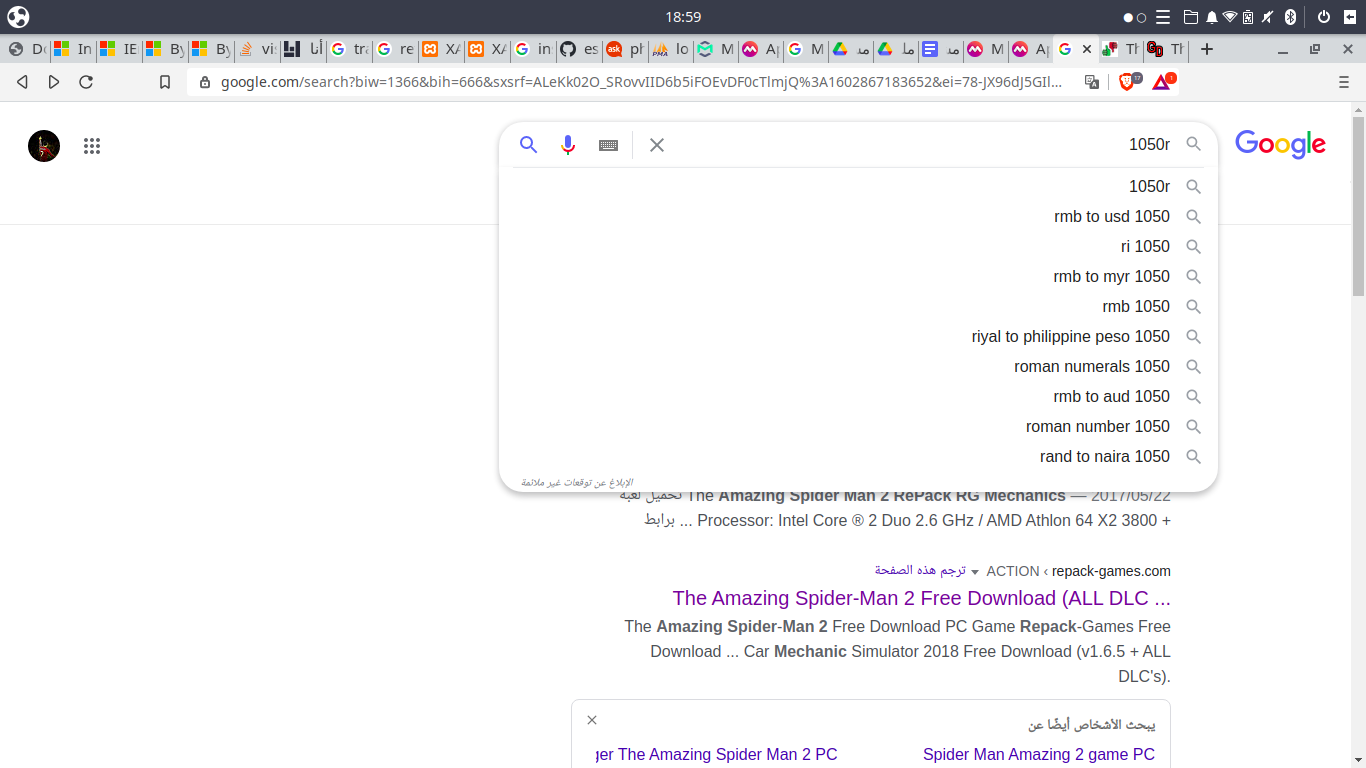 18:59
Do
In
IE
By
By
vis
أنا
tra
re
XA
XA
in
es
ph
lo
M
Ap
M
مد
ما
مد
M
Ap
Th
Th
google.com/search?biw=1366&bih=666&sxsrf=ALeKk02O_SRovvIID6b5iFOEvDF0cTlmjQ%3A1602867183652&ei=78-JX96dJ5GIl...
17
1
1050r
Google
1050r
rmb to usd 1050
ri 1050
rmb to myr 1050
rmb 1050
riyal to philippine peso 1050
roman numerals 1050
rmb to aud 1050
roman number 1050
rand to naira 1050
الإبلاغ عن توقعات غير ملائمة
2017/05/22 — The Amazing Spider Man 2 RePack RG Mechanics تحميل لعبة
Processor: Intel Core ® 2 Duo 2.6 GHz / AMD Athlon 64 X2 3800 + ... برابط
repack-games.com › ACTION ترجم هذه الصفحة
The Amazing Spider-Man 2 Free Download (ALL DLC ...
The Amazing Spider-Man 2 Free Download PC Game Repack-Games Free
Download ... Car Mechanic Simulator 2018 Free Download (v1.6.5 + ALL
DLC's).
يبحث الأشخاص أيضًا عن
Spider Man Amazing 2 game PC
ger The Amazing Spider Man 2 PC